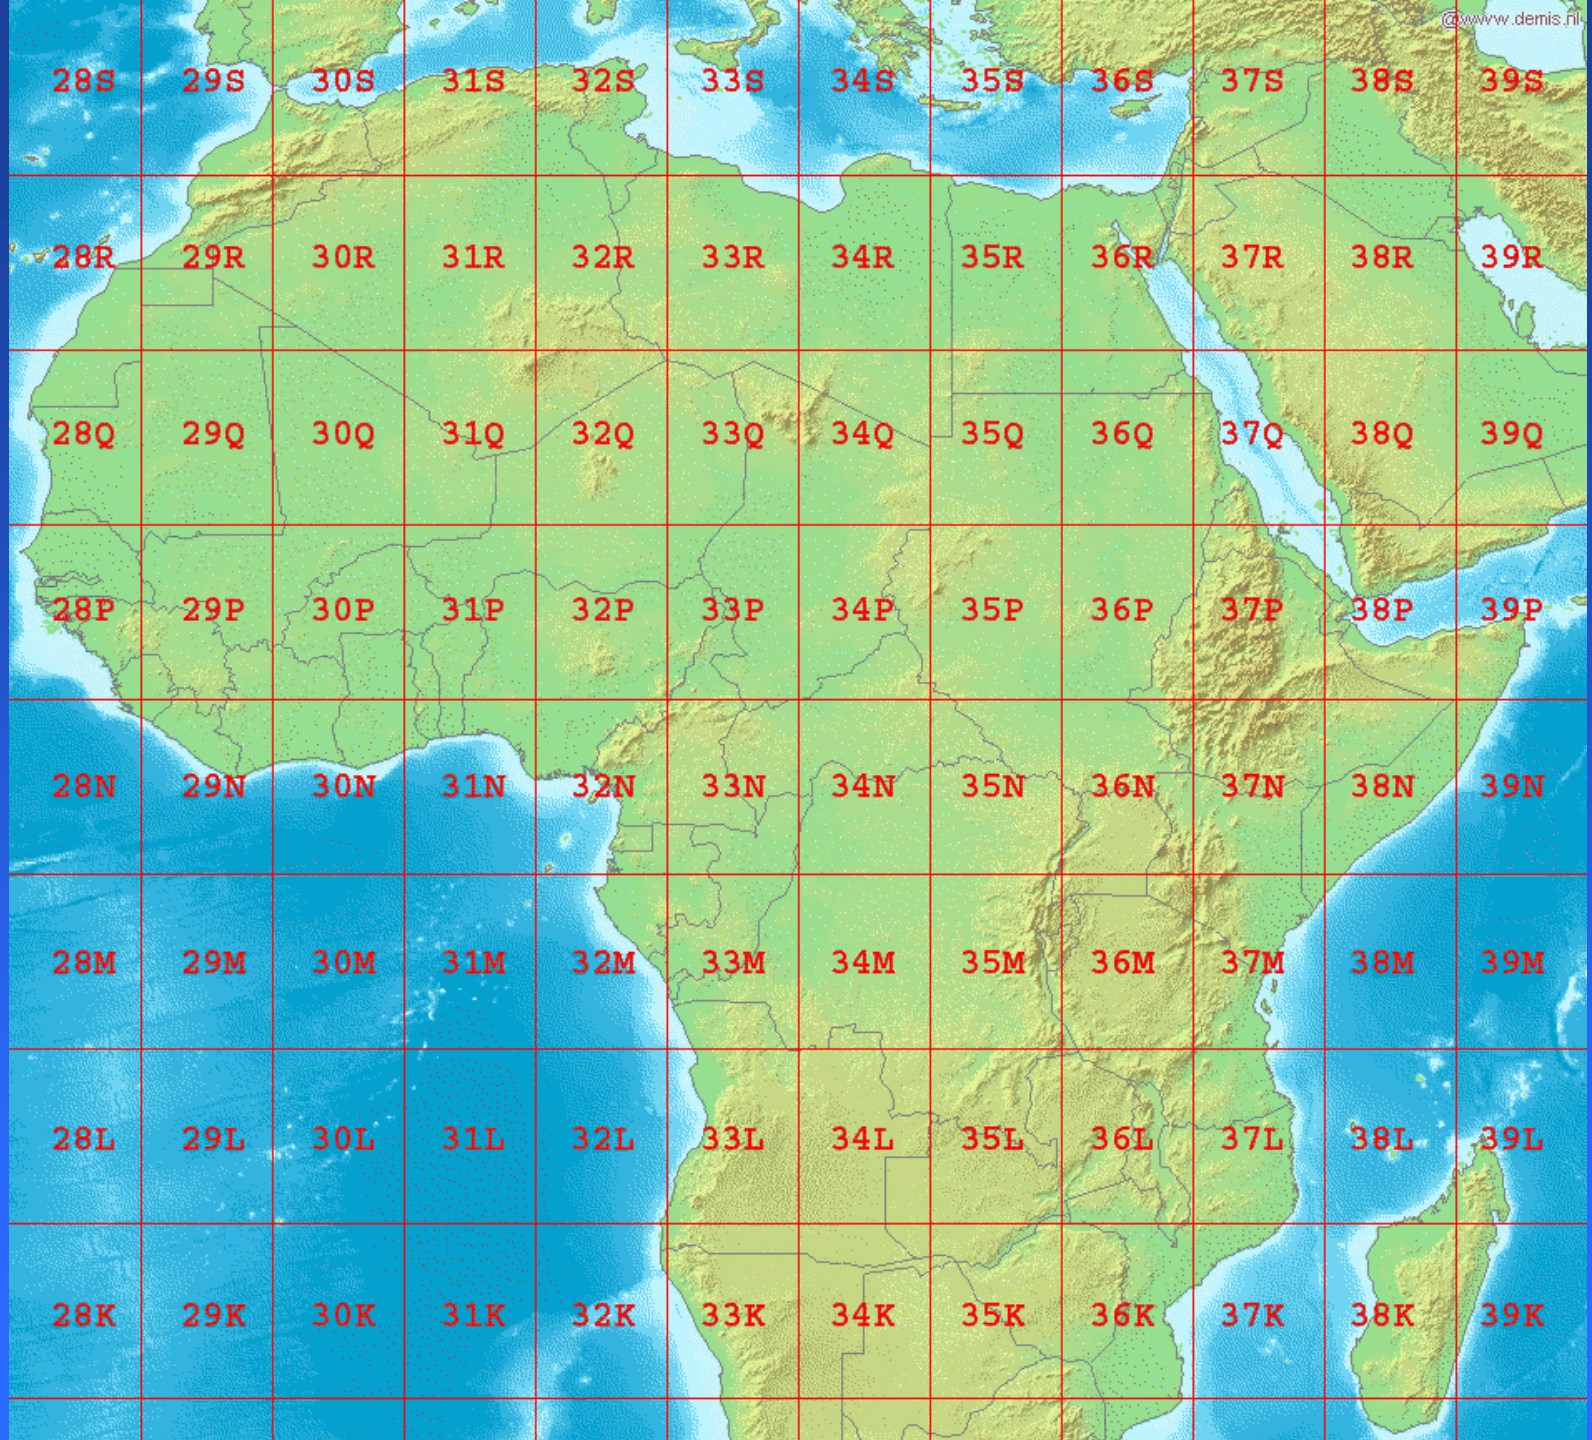 @www.demis.nl
28S 29S 30S 31S 32S 33S 34S 35S 36S 37S 38S 39S
28R 29R 30R 31R 32R 33R 34R 35R 36R 37R 38R 39R
28Q 29Q 30Q 31Q 32Q 33Q 34Q 35Q 36Q 37Q 38Q 39Q
28P 29P 30P 31P 32P 33P 34P 35P 36P 37P 38P 39P
28N 29N 30N 31N 32N 33N 34N 35N 36N 37N 38N 39N
28M 29M 30M 31M 32M 33M 34M 35M 36M 37M 38M 39M
28L 29L 30L 31L 32L 33L 34L 35L 36L 37L 38L 39L
28K 29K 30K 31K 32K 33K 34K 35K 36K 37K 38K 39K